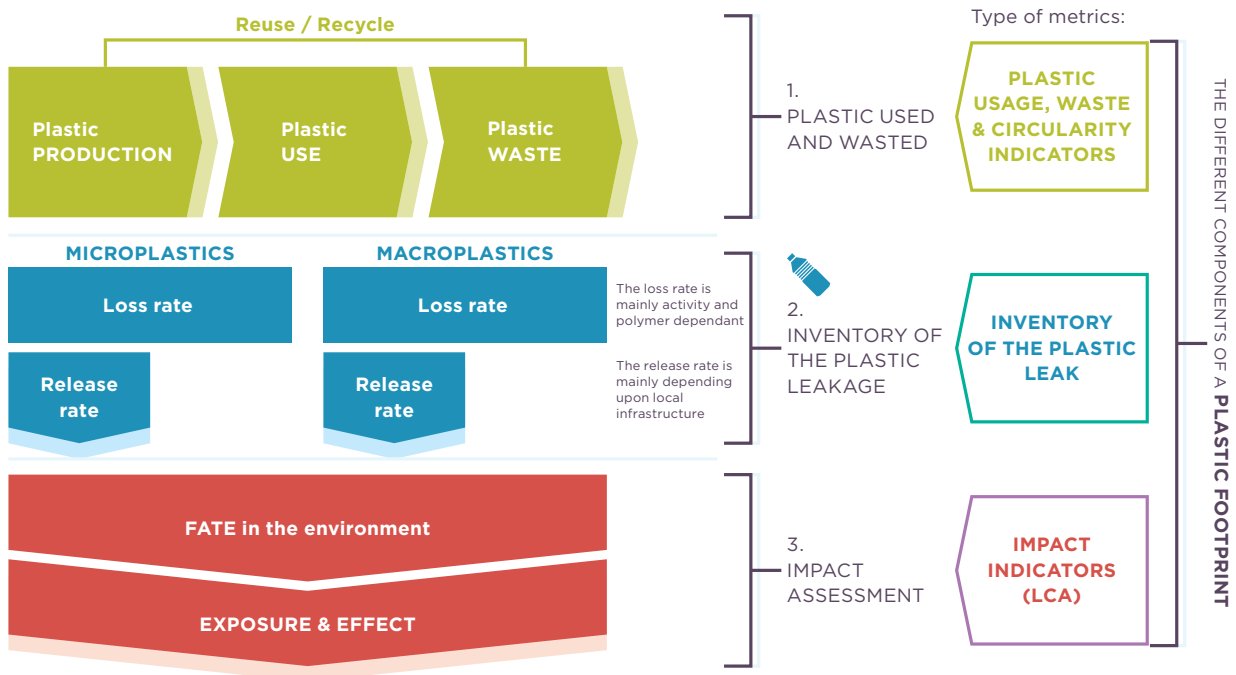 Reuse / Recycle
Plastic
PRODUCTION
Plastic
USE
Plastic
WASTE
1.
PLASTIC USED
AND WASTED
Type of metrics:
PLASTIC
USAGE, WASTE
& CIRCULARITY
INDICATORS
MICROPLASTICS
MACROPLASTICS
Loss rate
Loss rate
The loss rate is
mainly activity and
polymer dependant
Release
rate
Release
rate
The release rate is
mainly depending
upon local
infrastructure
2.
INVENTORY OF
THE PLASTIC
LEAKAGE
INVENTORY
OF THE PLASTIC
LEAK
FATE in the environment
EXPOSURE & EFFECT
3.
IMPACT
ASSESSMENT
IMPACT
INDICATORS
(LCA)
THE DIFFERENT COMPONENTS OF A PLASTIC FOOTPRINT